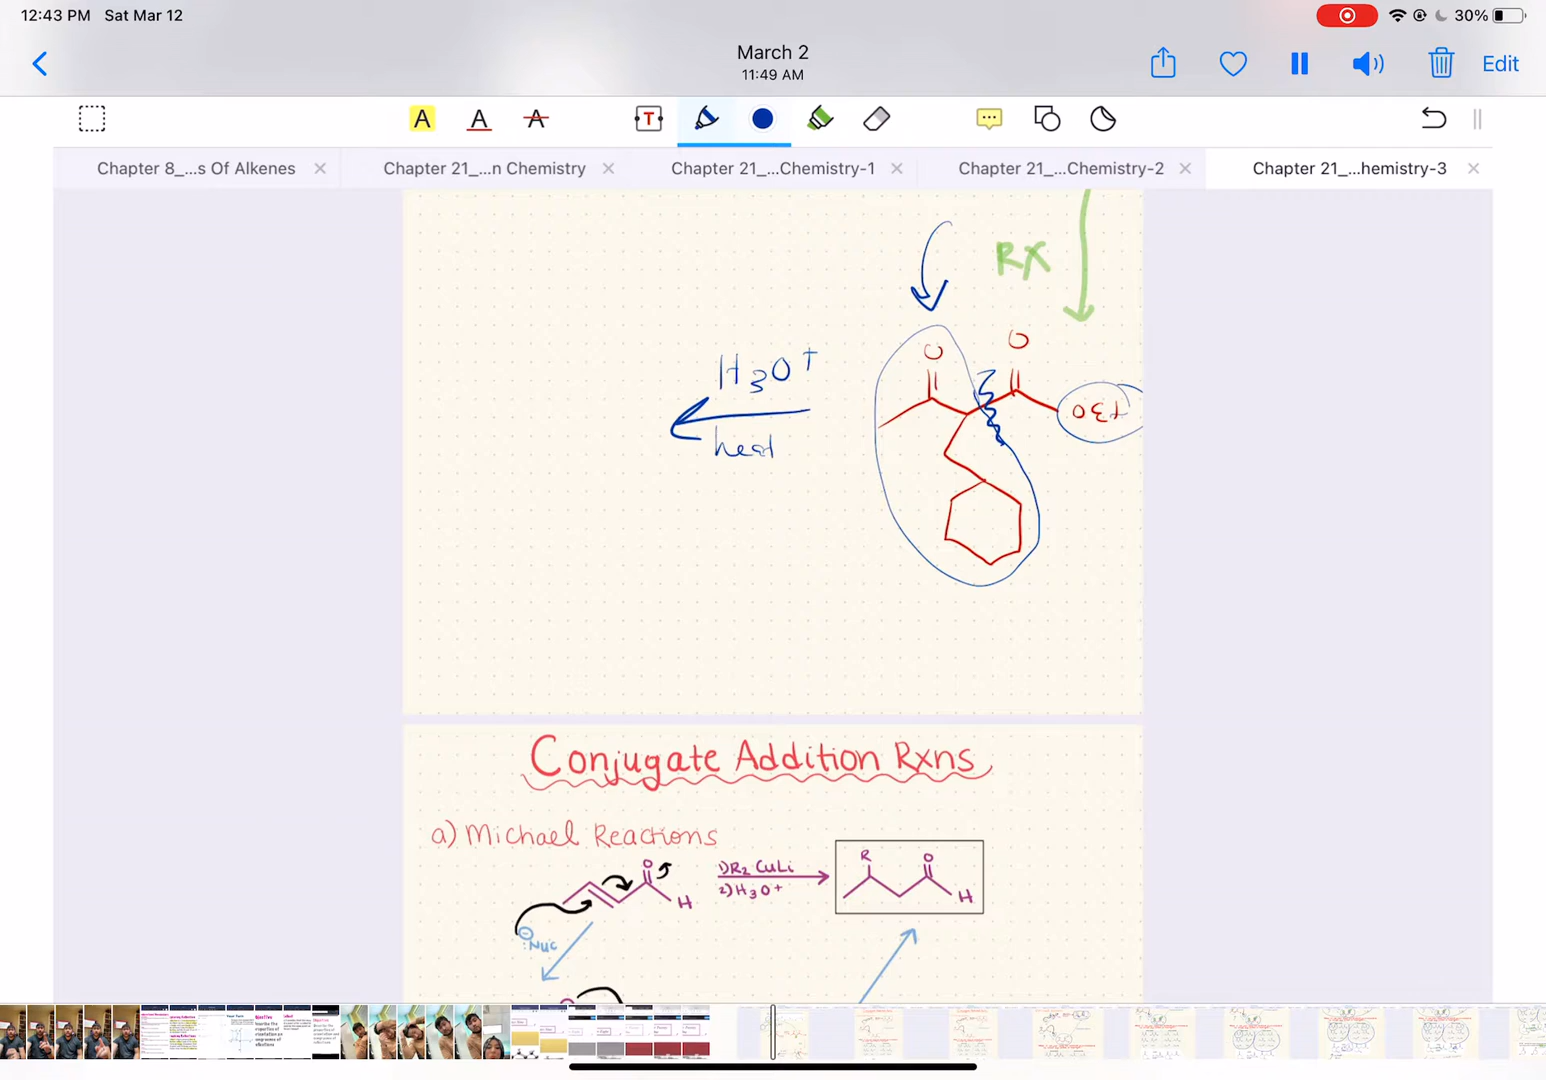 12:43 PM Sat Mar 12
30%
March 2
11:49 AM
Edit
A A A T
Chapter 8_...s Of Alkenes
Chapter 21_...n Chemistry
Chapter 21_...Chemistry-1
Chapter 21_...Chemistry-2
Chapter 21_...hemistry-3
RX
O O
H3O+
OEt
heat
Conjugate Addition Rxns
a) Michael Reactions
O
H
1) R2 CuLi
2) H3O+
R O
H
⊖:Nuc